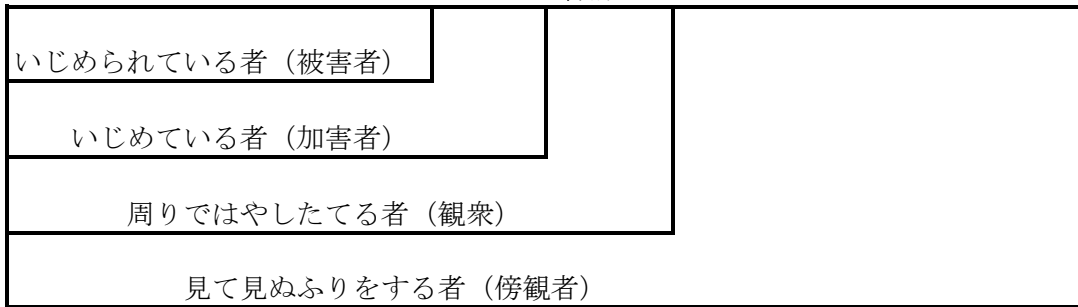 いじめられている者（被害者）
いじめている者（加害者）
周りではやしたてる者（観衆）
見て見ぬふりをする者（傍観者）